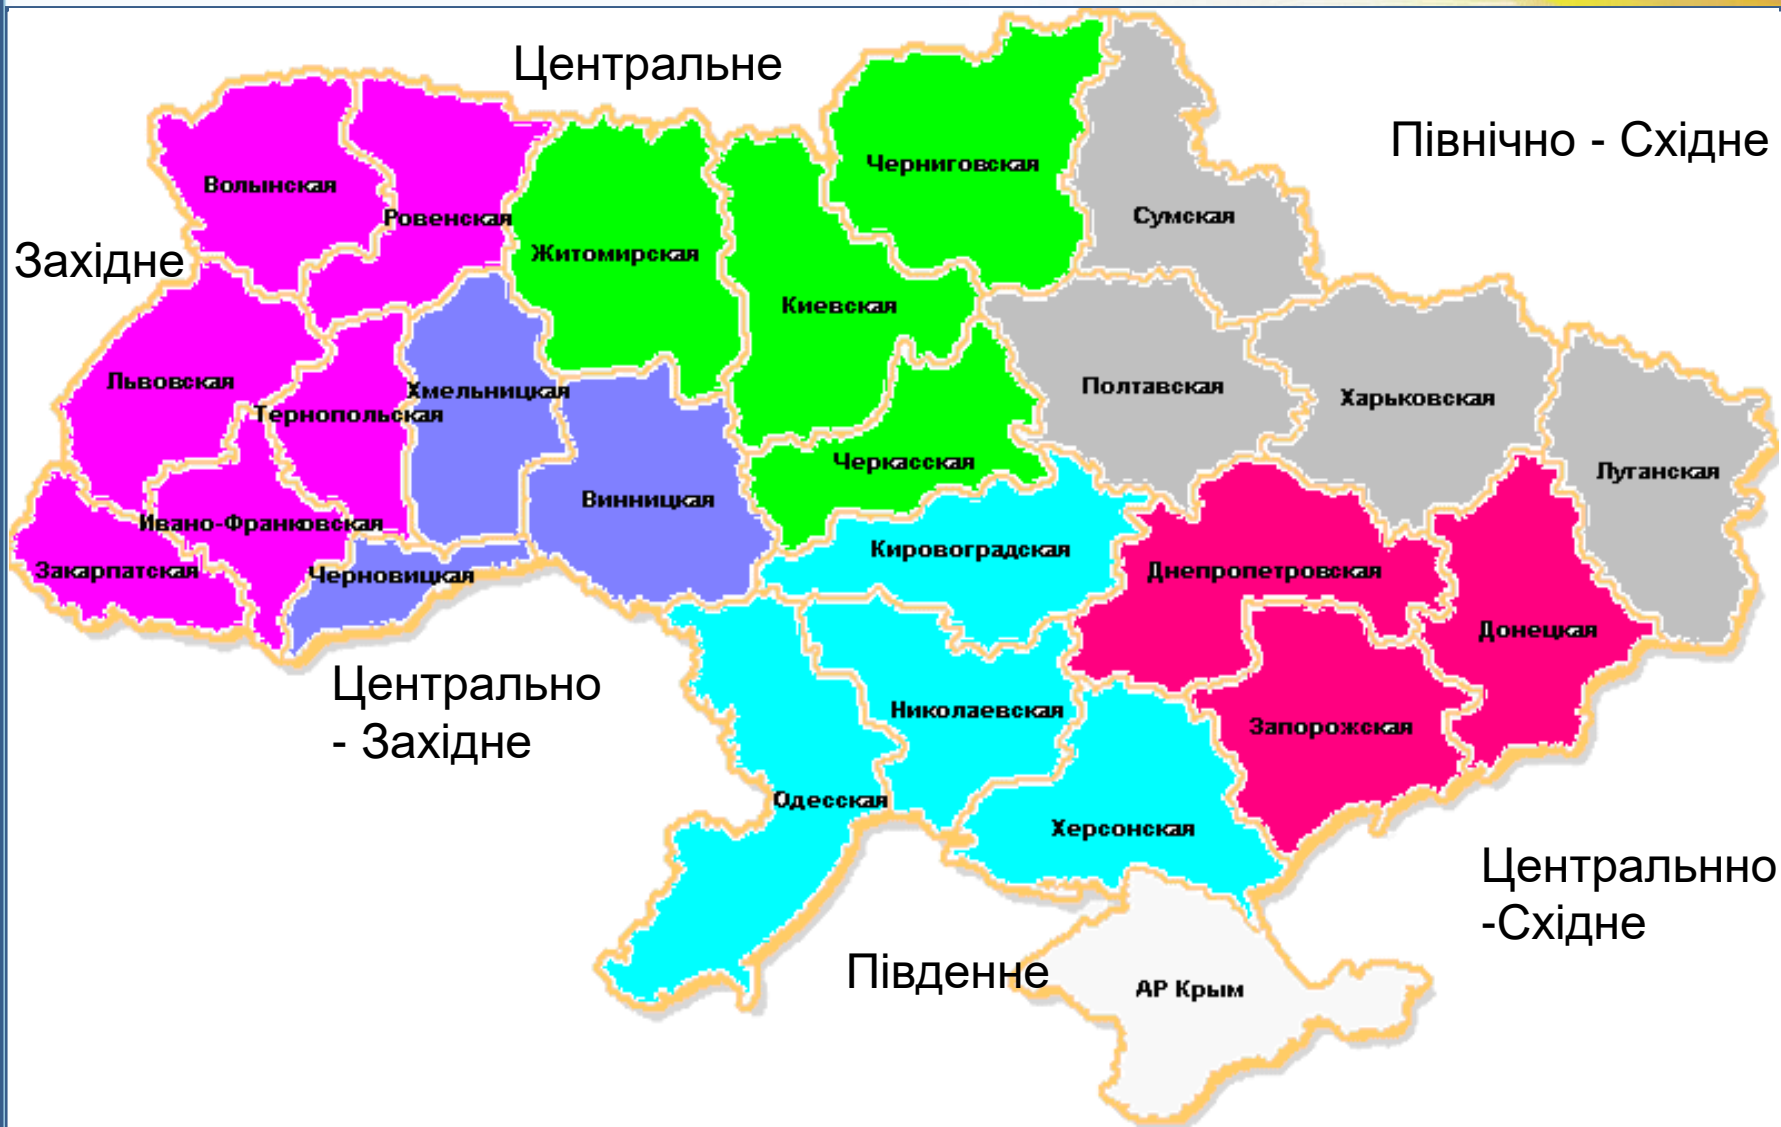 Центральне
Північно - Східне
Черниговская
Волынская
Ровенская
Сумская
Западне
Житомирская
Киевская
Львовская
Хмельницкая
Тернопольская
Полтавская
Харьковская
Черкасская
Луганская
Винницкая
Ивано-Франковская
Кировоградская
Закарпатская
Черновицкая
Днепропетровская
Донецкая
Центрально
- Західне
Николаевская
Запорожская
Одесская
Херсонская
Центральнно
-Східне
Південне
АР Крым